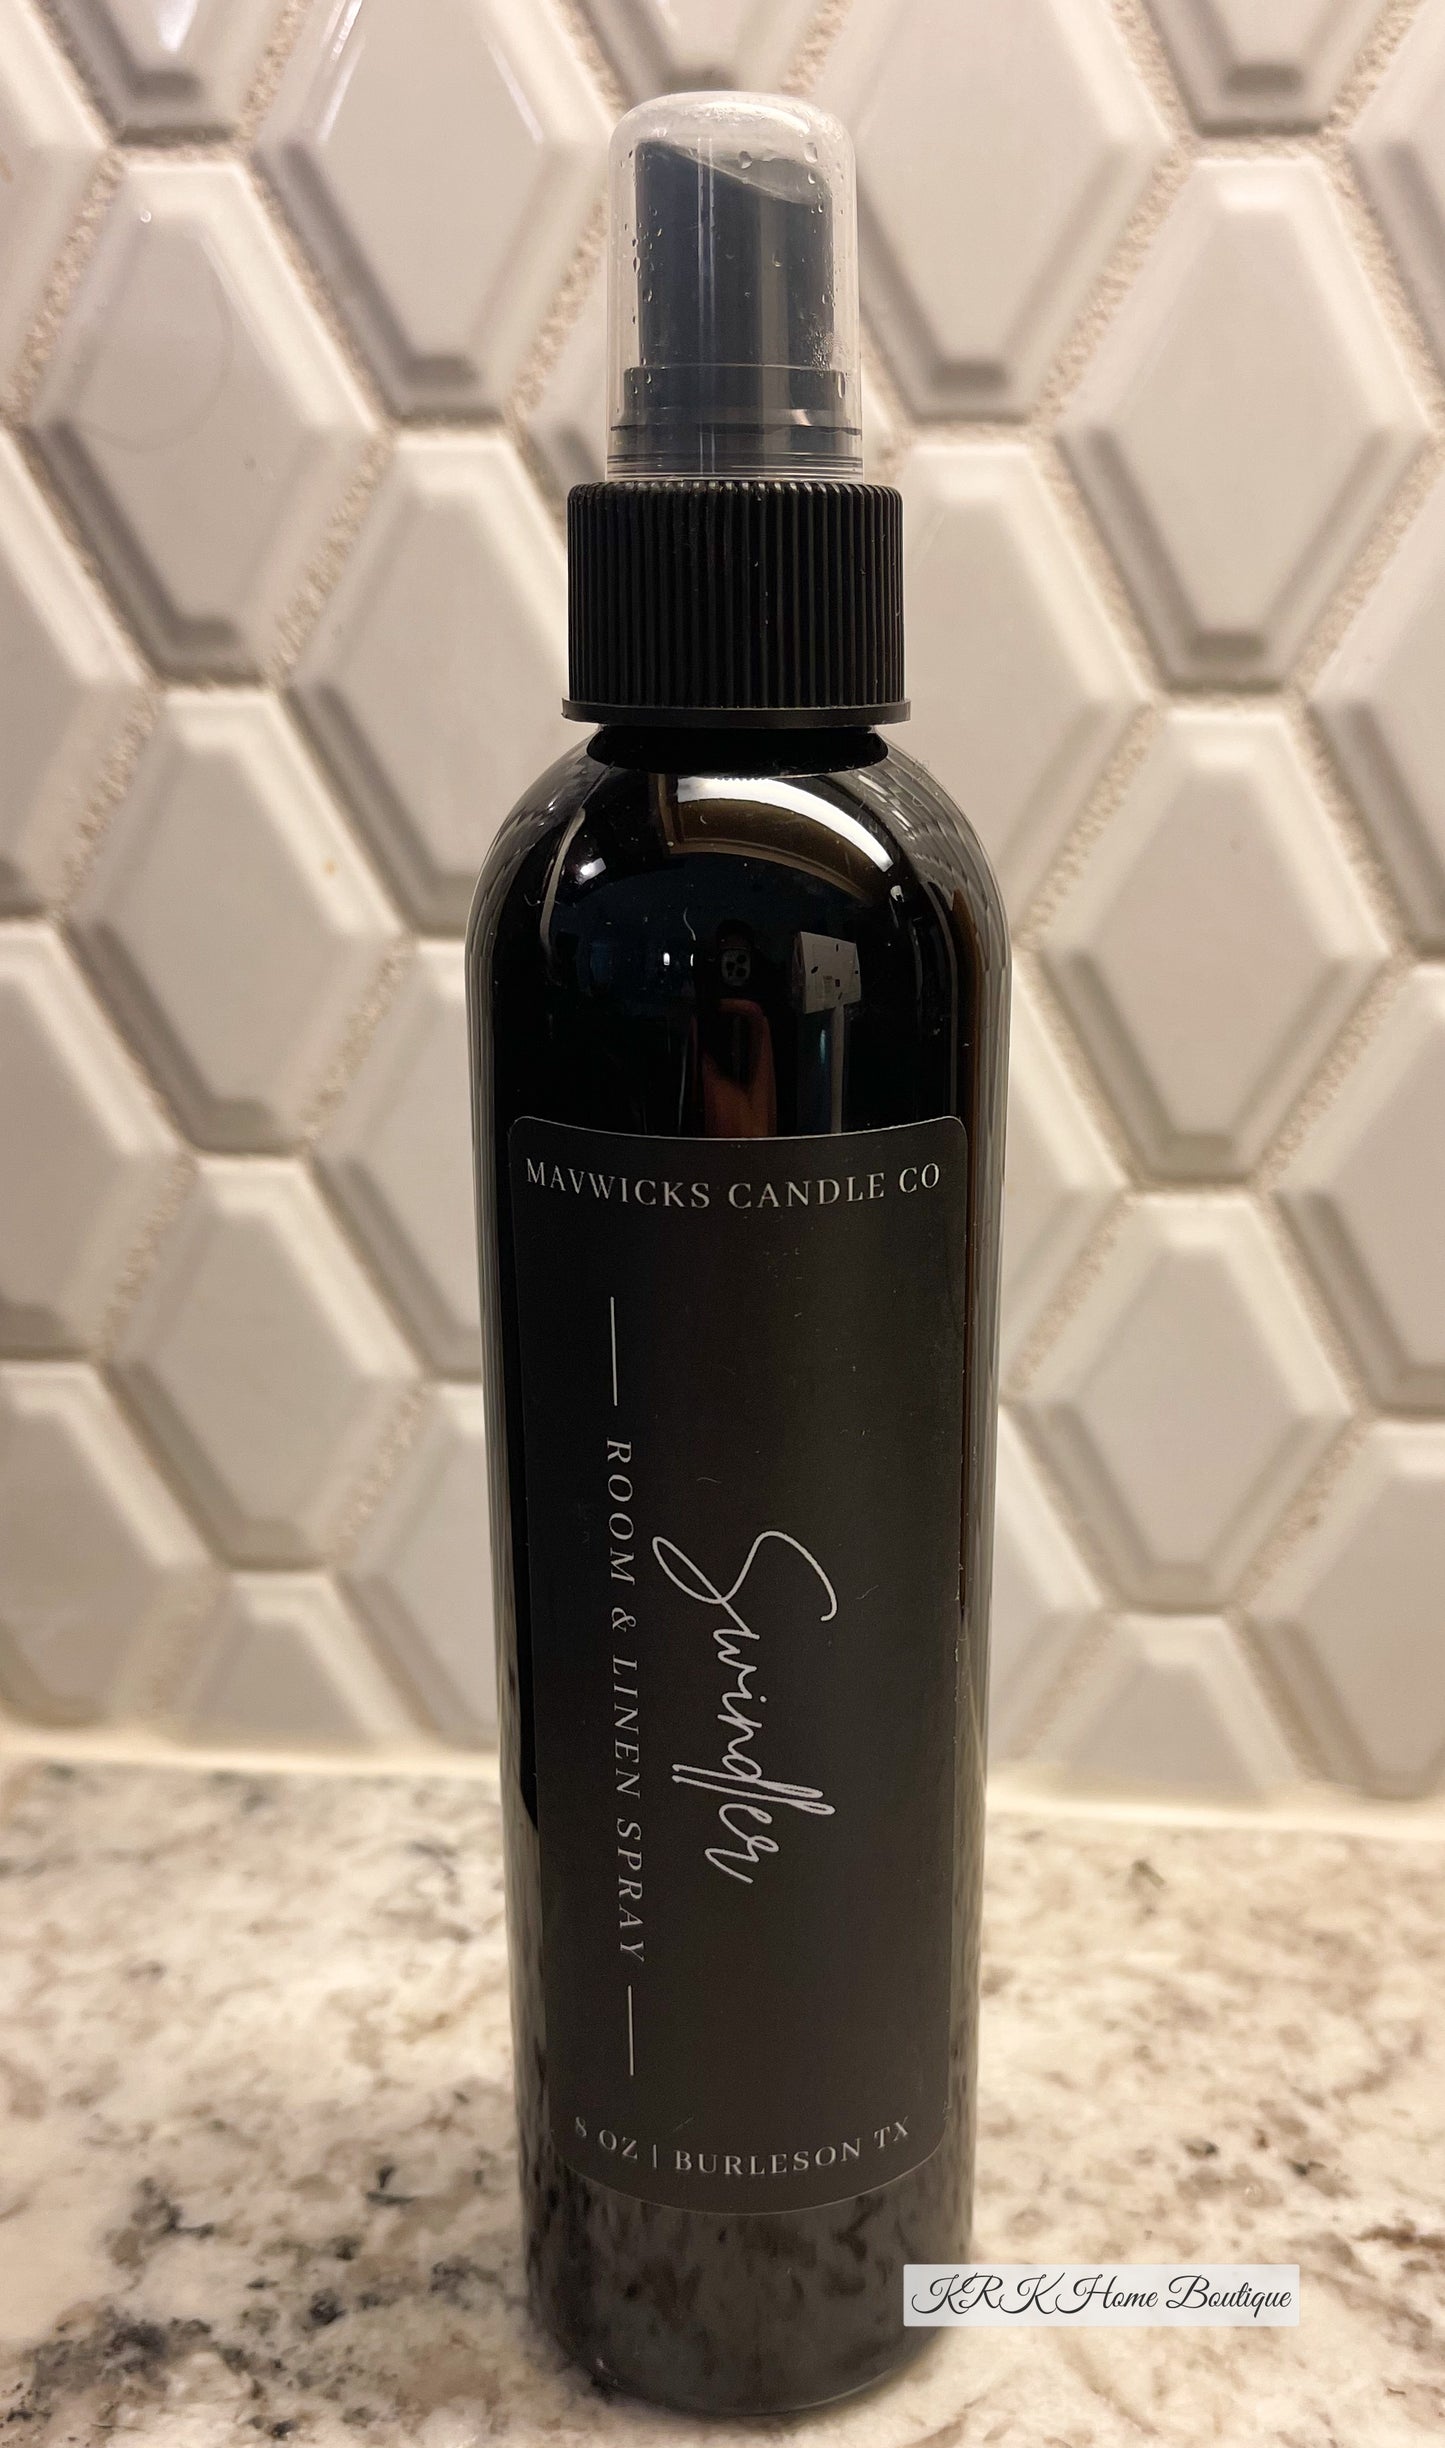 MAVWICKS CANDLE CO
Swindler
ROOM & LINEN SPRAY
8 OZ | BURLESON TX
KRK Home Boutique